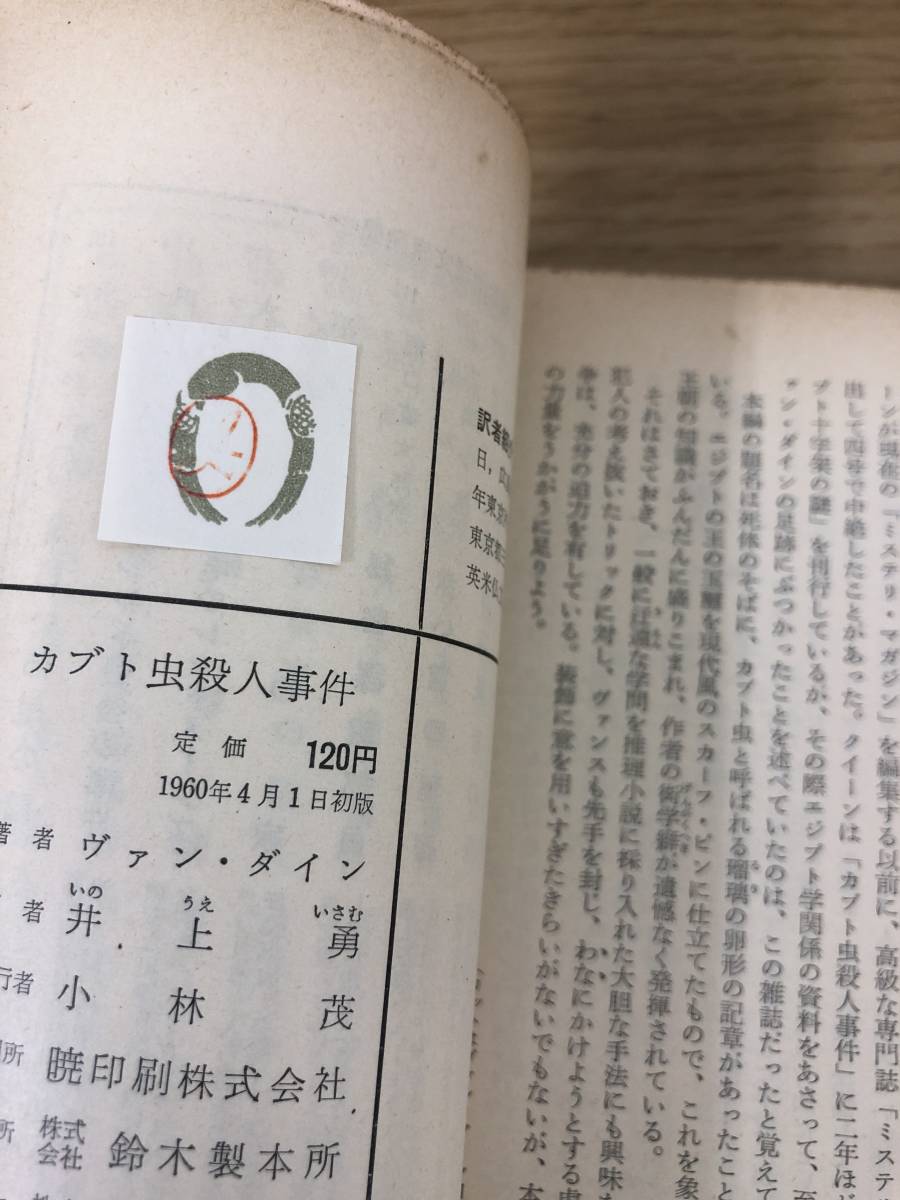 訳者
日，
年東京
東京都
英米仏
カブト虫殺人事件
定価 120円
1960年4月1日初版
著者 ヴァン・ダイン
者 井上勇
いの うえ いさむ
行者 小林茂
所 暁印刷株式会社
所 株式会社 鈴木製本所
ーンが現在の「ミステリ・マガジン」を編集する以前に、高級な専門誌「ミステ
出して四号で中絶したことがあった。クイーンは「カブト虫殺人事件」に二年ほ
プト十字架の謎」を刊行しているが、その際エジプト学関係の資料をあさって、至
ァン・ダインの足跡にぶつかったことを述べていたのは、この雑誌だったと覚えて
本編の題名は死体のそばに、カブト虫と呼ばれる瑠璃の卵形の記章があったこと
いる。エジプトの王の玉璽を現代風のスカーフ・ピンに仕立てたもので、これを象
王朝の知識がふんだんに盛りこまれ、作者の衒学癖が遺憾なく発揮されている。
それはさておき、一般に迂遠な学問を推理小説に採り入れた大胆な手法にも興味
犯人の考え抜いたトリックに対し、ヴァンスも先手を封じ、わなにかけようとする
争は、充分の迫力を有している。装飾に意を用いすぎたきらいがないでもないが、本
の力量をうかがうに足りよう。